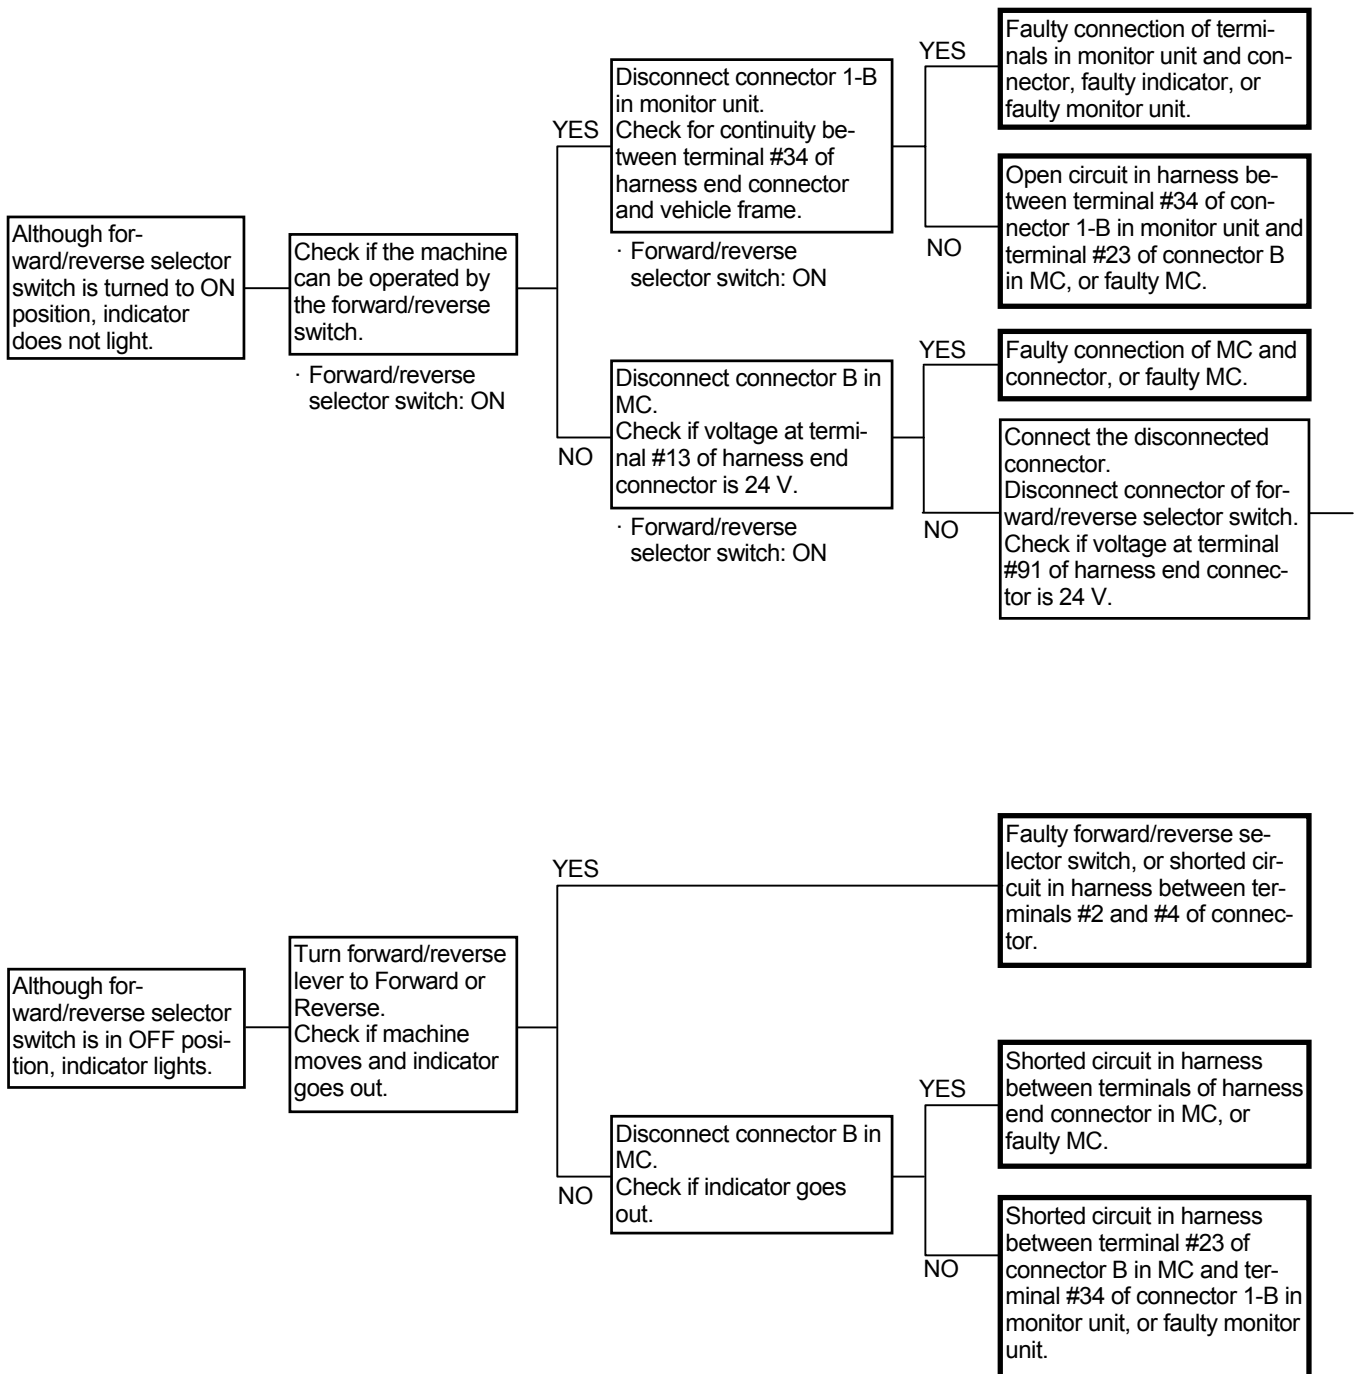 Although for-
ward/reverse selector
switch is turned to ON
position, indicator
does not light.
Check if the machine
can be operated by
the forward/reverse
switch.
· Forward/reverse
selector switch: ON
YES
Disconnect connector 1-B
in monitor unit.
Check for continuity be-
tween terminal #34 of
harness end connector
and vehicle frame.
· Forward/reverse
selector switch: ON
YES
Faulty connection of termi-
nals in monitor unit and con-
nector, faulty indicator, or
faulty monitor unit.
NO
Open circuit in harness be-
tween terminal #34 of con-
nector 1-B in monitor unit and
terminal #23 of connector B
in MC, or faulty MC.
NO
Disconnect connector B in
MC.
Check if voltage at termi-
nal #13 of harness end
connector is 24 V.
· Forward/reverse
selector switch: ON
YES
Faulty connection of MC and
connector, or faulty MC.
NO
Connect the disconnected
connector.
Disconnect connector of for-
ward/reverse selector switch.
Check if voltage at terminal
#91 of harness end connec-
tor is 24 V.
Although for-
ward/reverse selector
switch is in OFF posi-
tion, indicator lights.
Turn forward/reverse
lever to Forward or
Reverse.
Check if machine
moves and indicator
goes out.
YES
Faulty forward/reverse se-
lector switch, or shorted cir-
cuit in harness between ter-
minals #2 and #4 of connec-
tor.
NO
Disconnect connector B in
MC.
Check if indicator goes
out.
YES
Shorted circuit in harness
between terminals of harness
end connector in MC, or
faulty MC.
NO
Shorted circuit in harness
between terminal #23 of
connector B in MC and ter-
minal #34 of connector 1-B in
monitor unit, or faulty monitor
unit.